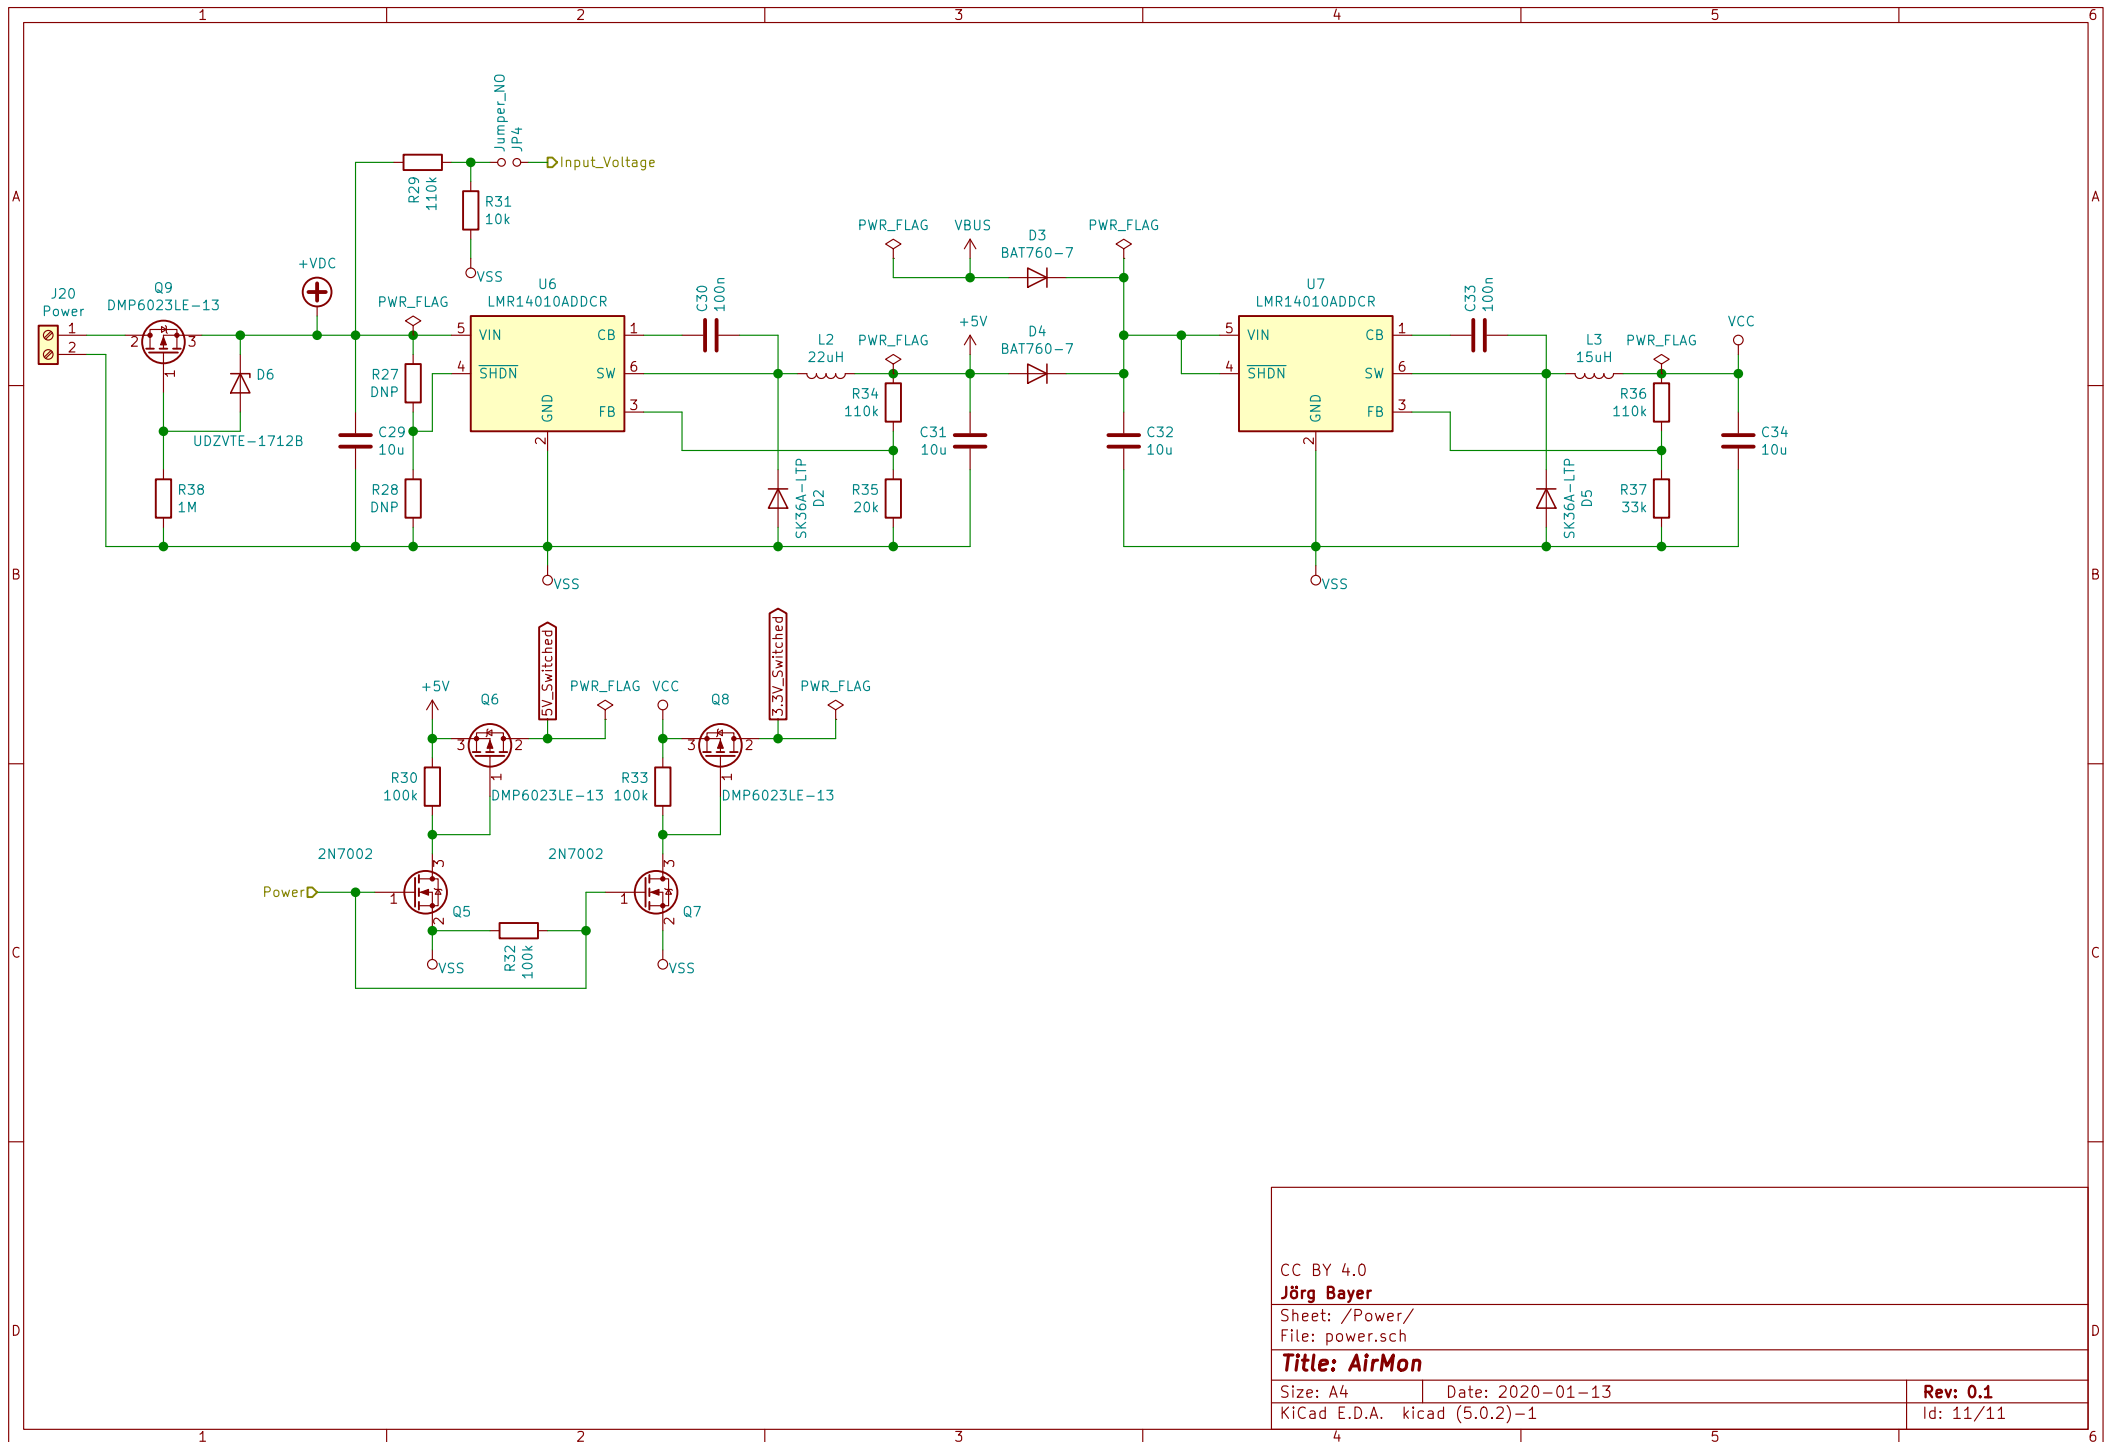 1
2
3
4
5
6
A
B
C
D
Jumper_NO
JP4
Input_Voltage
R29
110k
R31
10k
VSS
+VDC
J20
Power
1
2
Q9
DMP6023LE-13
2
3
1
D6
UDZVTE-1712B
R38
1M
C29
10u
PWR_FLAG
R27
DNP
R28
DNP
U6
LMR14010ADDCR
5
VIN
4
SHDN
GND
2
CB
1
SW
6
FB
3
VSS
C30
100n
L2
22uH
SK36A-LTP
D2
PWR_FLAG
R34
110k
R35
20k
+5V
C31
10u
PWR_FLAG
VBUS
D3
BAT760-7
D4
BAT760-7
PWR_FLAG
C32
10u
U7
LMR14010ADDCR
5
VIN
4
SHDN
GND
2
CB
1
SW
6
FB
3
VSS
C33
100n
L3
15uH
SK36A-LTP
D5
PWR_FLAG
R36
110k
R37
33k
VCC
C34
10u
+5V
Q6
3
2
1
DMP6023LE-13
5V_Switched
PWR_FLAG
R30
100k
2N7002
Power
1
3
2
Q5
VSS
R32
100k
VCC
Q8
3
2
1
DMP6023LE-13
3.3V_Switched
PWR_FLAG
R33
100k
2N7002
1
3
2
Q7
VSS
CC BY 4.0
Jörg Bayer
Sheet: /Power/
File: power.sch
Title: AirMon
Size: A4
Date: 2020-01-13
Rev: 0.1
KiCad E.D.A.  kicad (5.0.2)-1
Id: 11/11
A
B
C
D
1
2
3
4
5
6